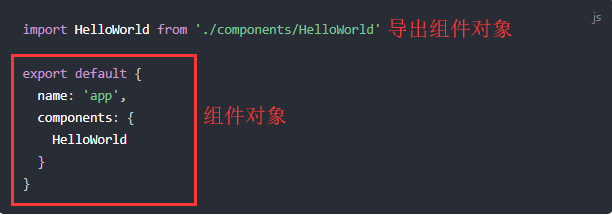 js
import HelloWorld from './components/HelloWorld' 导出组件对象
export default {
name: 'app',
components: { 组件对象
HelloWorld
}
}